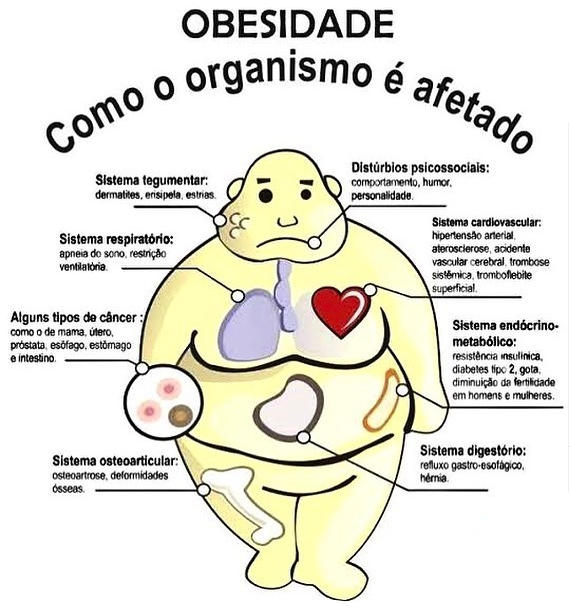 OBESIDADE
Como o organismo é afetado
Sistema tegumentar:
dermatites, ensipela, estrias.
Distúrbios psicossociais:
comportamento, humor,
personalidade.
Sistema respiratório:
apneia do sono, restrição
ventilatória.
Sistema cardiovascular:
hipertensão arterial,
aterosclerose, acidente
vascular cerebral, trombose
sistêmica, tromboflebite
superficial.
Alguns tipos de câncer :
como o de mama, útero,
próstata, esôfago, estômago
e intestino.
Sistema endócrino-
metabólico:
resistência insulínica,
diabetes tipo 2, gota,
diminuição da fertilidade
em homens e mulheres.
Sistema osteoarticular:
osteoartrose, deformidades
ósseas.
Sistema digestório:
refluxo gastro-esofágico,
hérnia.